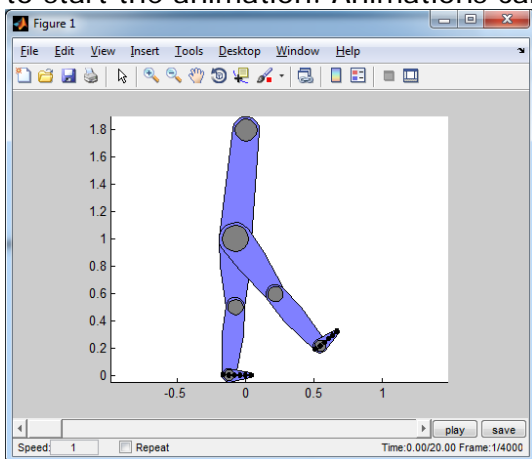 to start the animation. Animations ca
Figure 1
File Edit View Insert Tools Desktop Window Help
1.8
1.6
1.4
1.2
1
0.8
0.6
0.4
0.2
0
-0.5 0 0.5 1
play save
Speed: 1 Repeat Time:0.00/20.00 Frame:1/4000